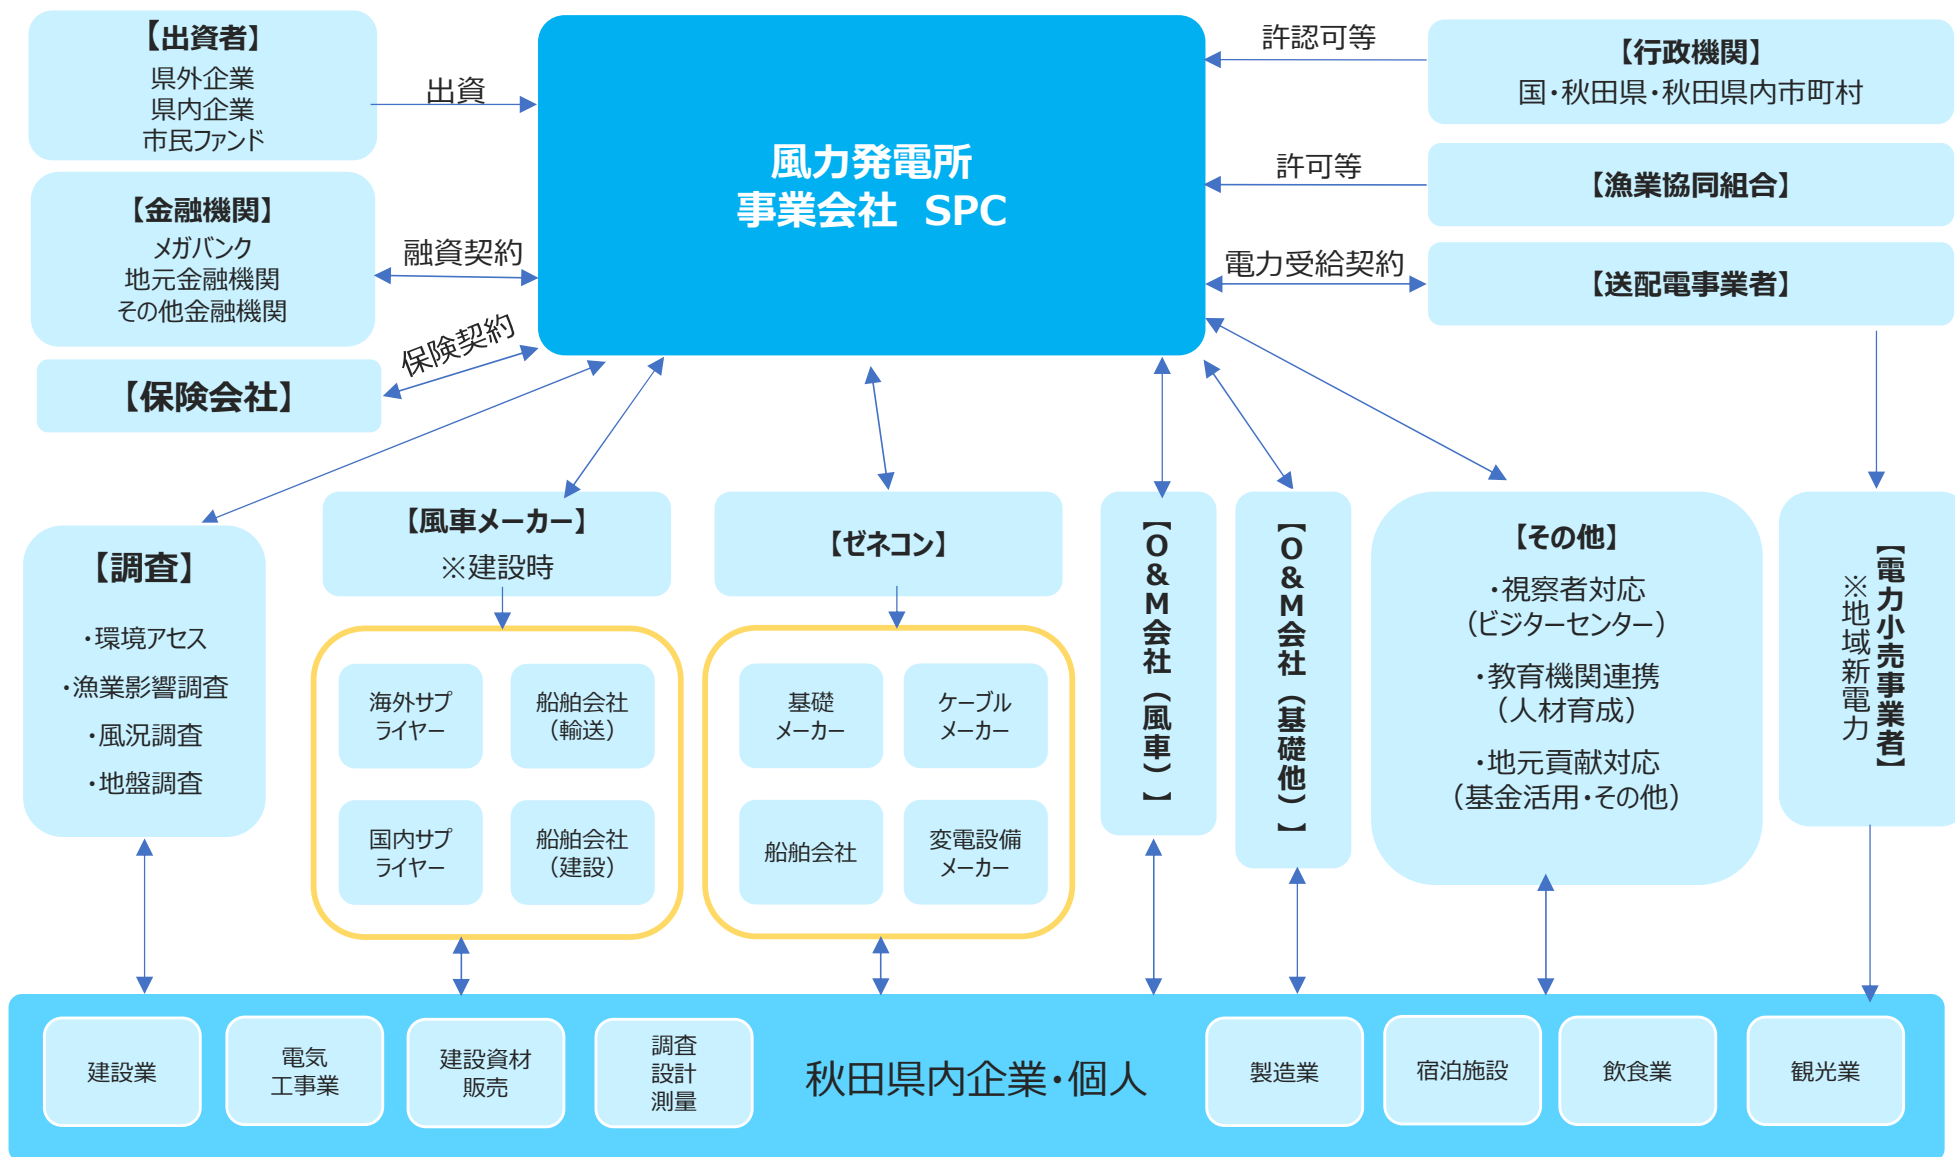 【出資者】
県外企業
県内企業
市民ファンド
出資
【金融機関】
メガバンク
地元金融機関
その他金融機関
融資契約
【保険会社】
保険契約
風力発電所
事業会社 SPC
許認可等
【行政機関】
国・秋田県・秋田県内市町村
許可等
【漁業協同組合】
電力受給契約
【送配電事業者】
【調査】
・環境アセス
・漁業影響調査
・風況調査
・地盤調査
【風車メーカー】
※建設時
海外サプ
ライヤー
船舶会社
（輸送）
国内サプ
ライヤー
船舶会社
（建設）
【ゼネコン】
基礎
メーカー
ケーブル
メーカー
船舶会社
変電設備
メーカー
【O&M会社（風車）】
【O&M会社（基礎他）】
【その他】
・視察者対応
（ビジターセンター）
・教育機関連携
（人材育成）
・地元貢献対応
（基金活用・その他）
【電力小売事業者】
※地域新電力
建設業
電気
工事業
建設資材
販売
調査
設計
測量
秋田県内企業・個人
製造業
宿泊施設
飲食業
観光業